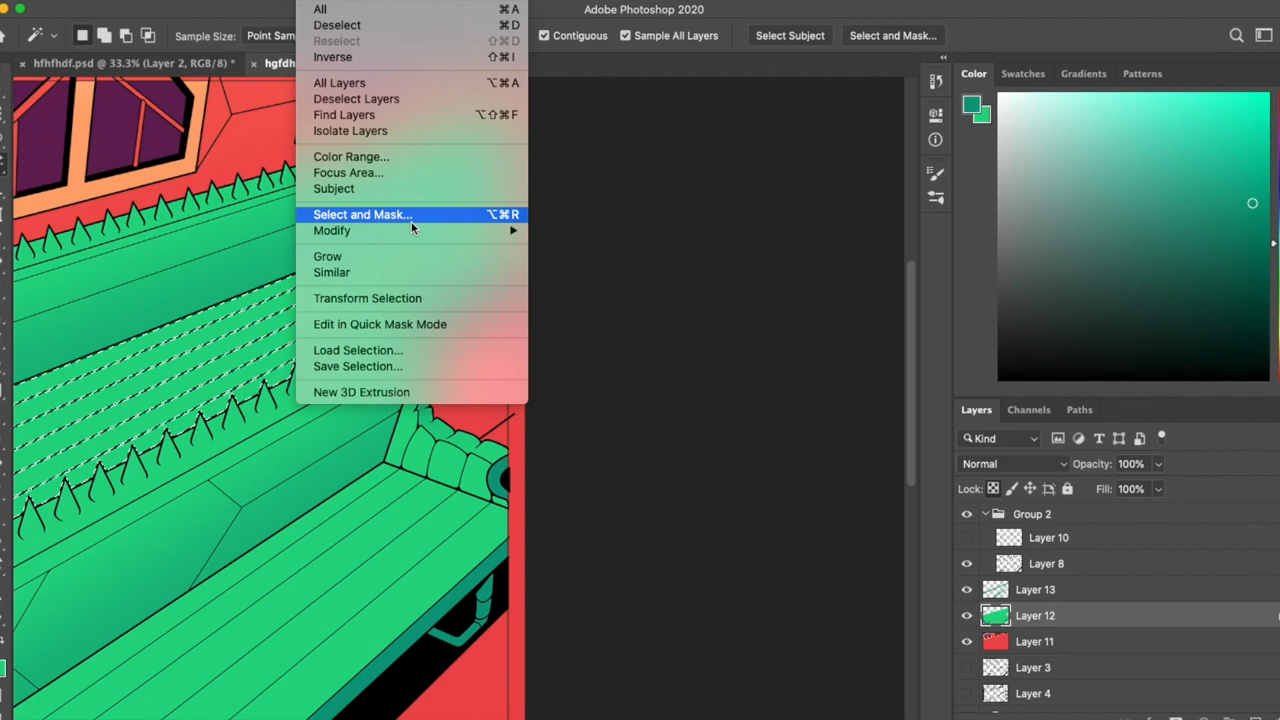 Adobe Photoshop 2020
Sample Size: Point Sam
Contiguous
Sample All Layers
Select Subject
Select and Mask...
× hfhfhdf.psd @ 33.3% (Layer 2, RGB/8) *
× hgfdh
All ⌘A
Deselect ⌘D
Reselect ⇧⌘D
Inverse ⇧⌘I
All Layers ⌥⌘A
Deselect Layers
Find Layers ⌥⇧⌘F
Isolate Layers
Color Range...
Focus Area...
Subject
Select and Mask... ⌥⌘R
Modify
Grow
Similar
Transform Selection
Edit in Quick Mask Mode
Load Selection...
Save Selection...
New 3D Extrusion
Color Swatches Gradients Patterns
Layers Channels Paths
Kind
Normal Opacity: 100%
Lock: Fill: 100%
Group 2
Layer 10
Layer 8
Layer 13
Layer 12
Layer 11
Layer 3
Layer 4